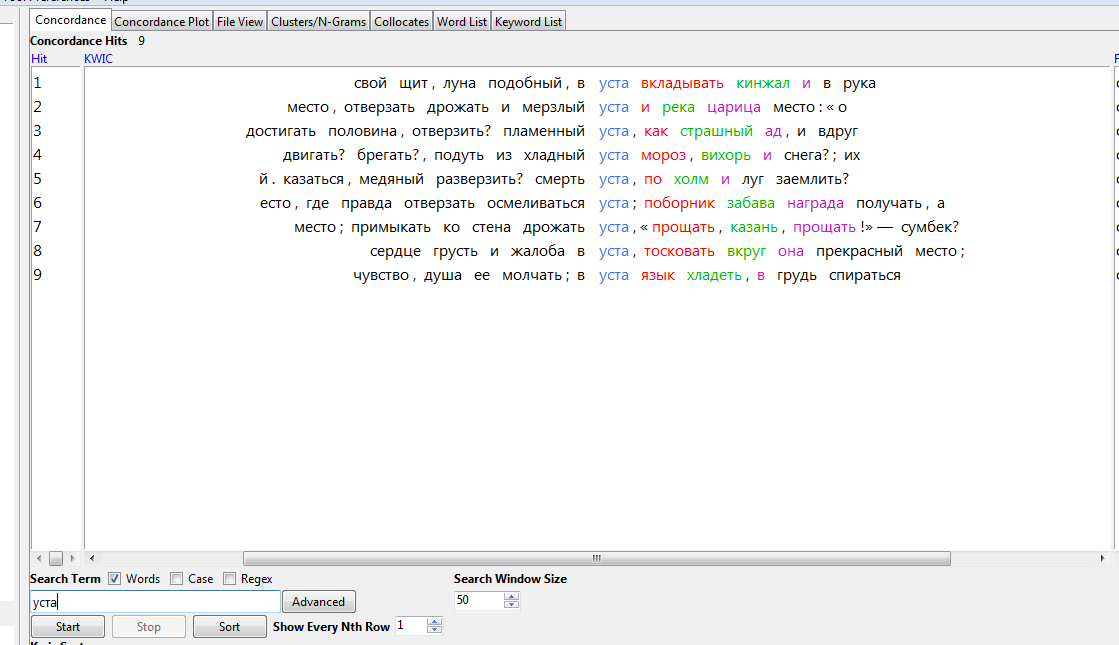 Concordance Concordance Plot File View Clusters/N-Grams Collocates Word List Keyword List
Concordance Hits 9
Hit KWIC
1 свой щит, луна подобный, в уста вкладывать кинжал и в рука
2 место, отверзать дрожать и мерзлый уста и река царица место:«о
3 достигать половина, отверзить? пламенный уста, как страшный ад, и вдруг
4 двигать? брегать?, подуть из хладный уста мороз, вихорь и снега?; их
5 й. казаться, медяный разверзить? смерть уста, по холм и луг заемлить?
6 есто, где правда отверзать осмеливаться уста; поборник забава награда получать, а
7 место; примыкать ко стена дрожать уста,«прощать, казань, прощать!»— сумбек?
8 сердце грусть и жалоба в уста, тосковать вкруг она прекрасный место;
9 чувство, душа ее молчать; в уста язык хладеть, в грудь спираться
Search Term Words Case Regex Search Window Size
уста Advanced 50
Start Stop Sort Show Every Nth Row 1